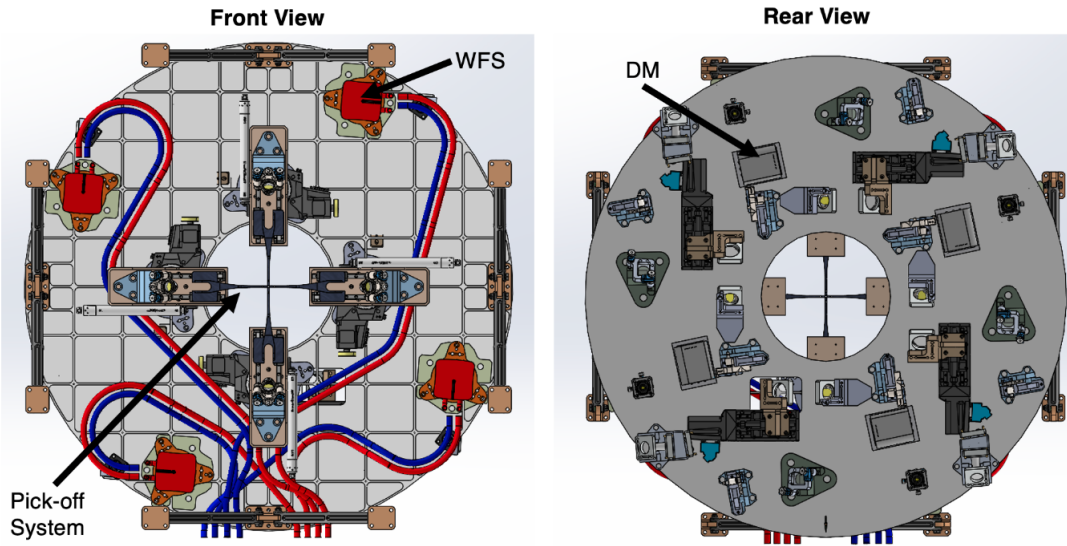 Front View
Rear View
WFS
DM
Pick-off
System